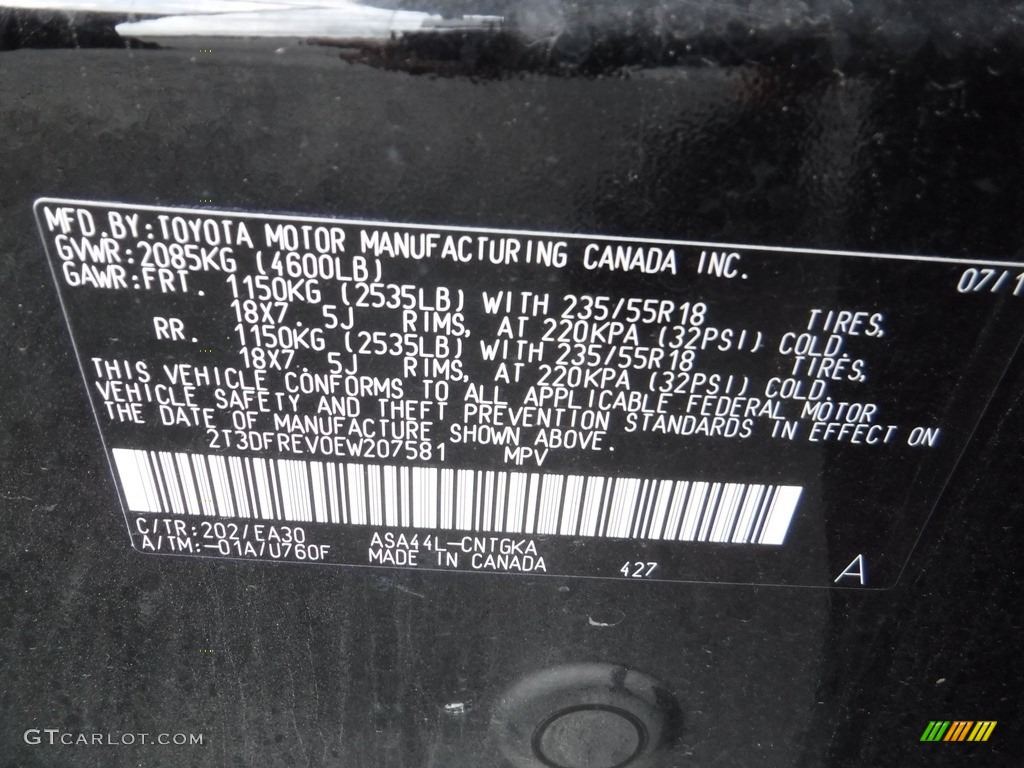 MFD.BY:TOYOTA MOTOR MANUFACTURING CANADA INC. 07/1
GVWR:2085KG (4600LB)
GAWR:FRT. 1150KG (2535LB) WITH 235/55R18 TIRES,
18X7. 5J RIMS, AT 220KPA (32PSI) COLD.
RR. 1150KG (2535LB) WITH 235/55R18 TIRES,
18X7. 5J RIMS, AT 220KPA (32PSI) COLD.
THIS VEHICLE CONFORMS TO ALL APPLICABLE FEDERAL MOTOR
VEHICLE SAFETY AND THEFT PREVENTION STANDARDS IN EFFECT ON
THE DATE OF MANUFACTURE SHOWN ABOVE.
2T3DFREV0EW207581 MPV
C/TR:202/EA30 ASA44L-CNTGKA
A/TM:-01A/U760F MADE IN CANADA 427 A
GTCARLOT.COM